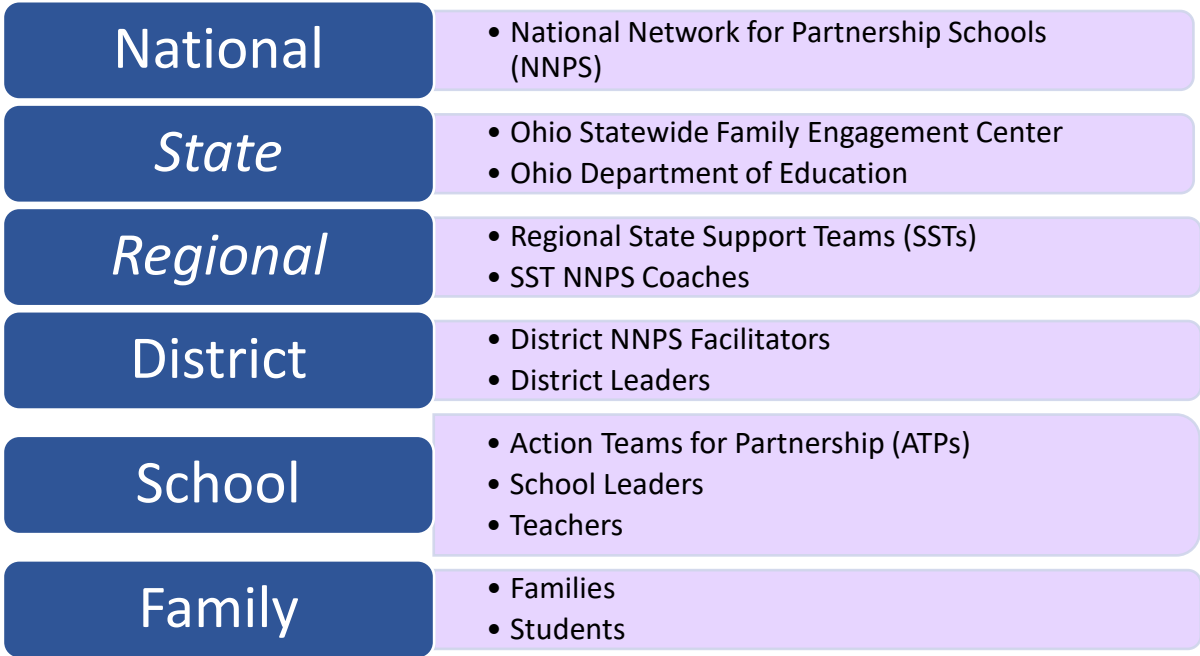 National
• National Network for Partnership Schools
(NNPS)
State
• Ohio Statewide Family Engagement Center
• Ohio Department of Education
Regional
• Regional State Support Teams (SSTs)
• SST NNPS Coaches
District
• District NNPS Facilitators
• District Leaders
School
• Action Teams for Partnership (ATPs)
• School Leaders
• Teachers
Family
• Families
• Students